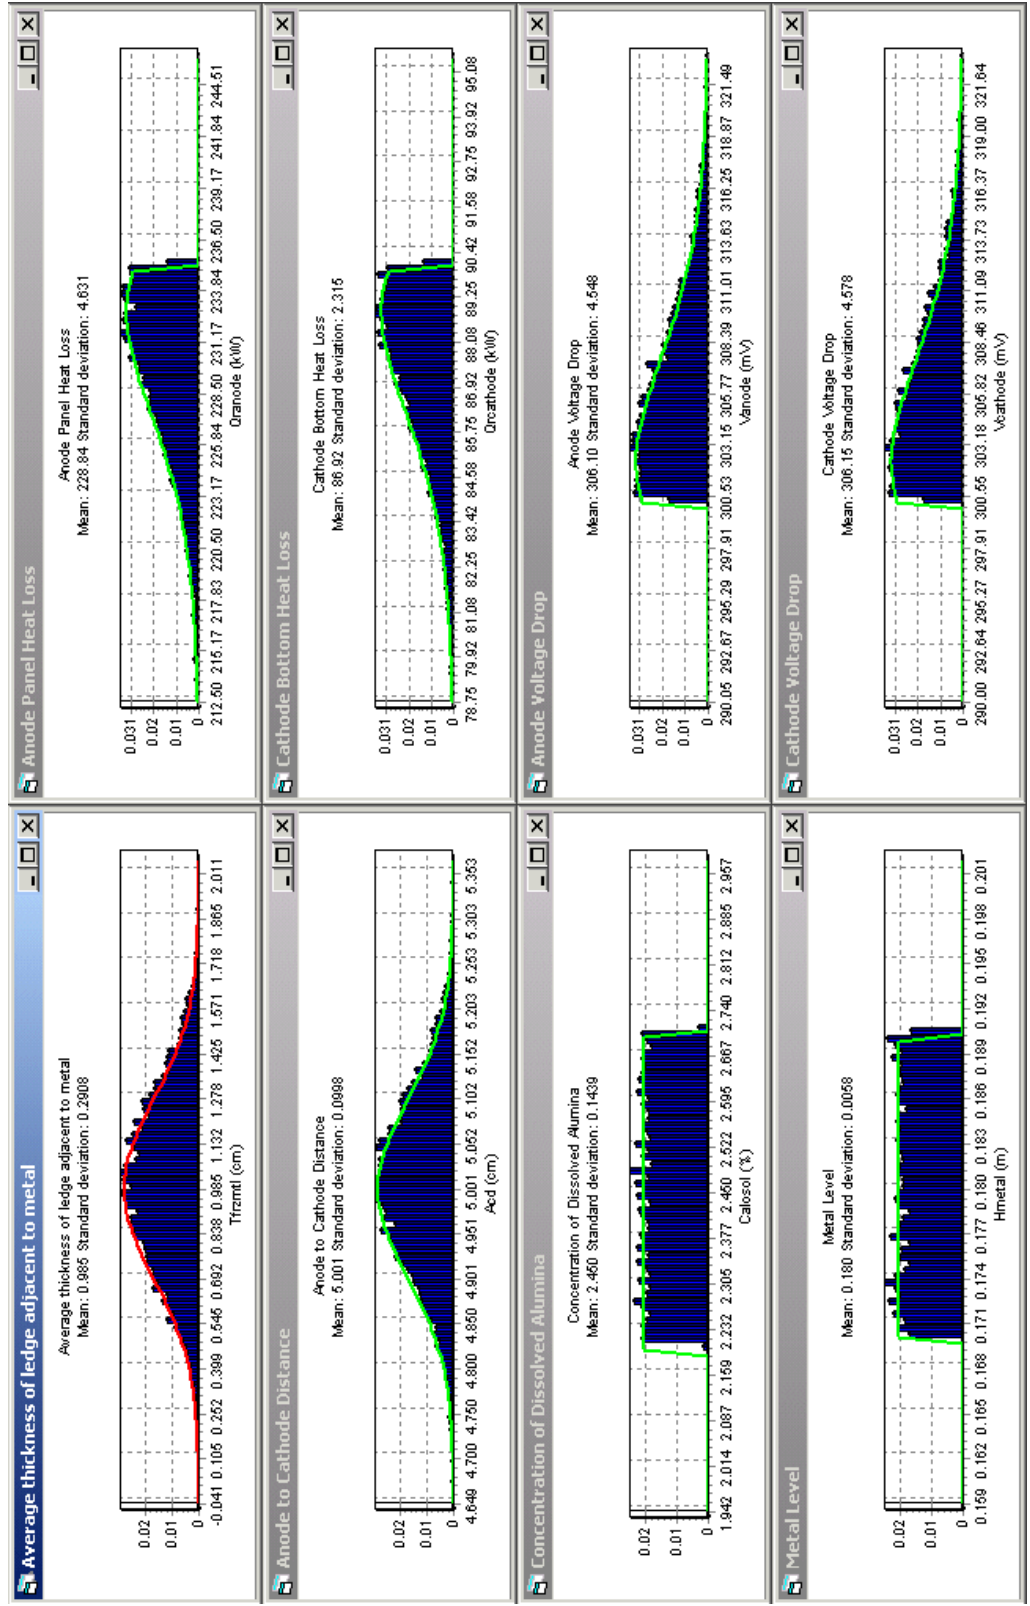 Average thickness of ledge adjacent to metal
Average thickness of ledge adjacent to metal
Mean: 0.985 Standard deviation: 0.2908
0.02
0.01
0
-0.041 0.105 0.252 0.399 0.545 0.692 0.838 0.985 1.132 1.278 1.425 1.571 1.718 1.865 2.011
Tfrzmtl (cm)
Anode Panel Heat Loss
Anode Panel Heat Loss
Mean: 228.84 Standard deviation: 4.631
0.031
0.02
0.01
0
212.50 215.17 217.83 220.50 223.17 225.84 228.50 231.17 233.84 236.50 239.17 241.84 244.51
Qranode (kW)
Anode to Cathode Distance
Anode to Cathode Distance
Mean: 5.001 Standard deviation: 0.0998
0.02
0.01
0
4.649 4.700 4.750 4.800 4.850 4.901 4.951 5.001 5.052 5.102 5.152 5.203 5.253 5.303 5.353
Acd (cm)
Cathode Bottom Heat Loss
Cathode Bottom Heat Loss
Mean: 86.92 Standard deviation: 2.315
0.031
0.02
0.01
0
78.75 79.92 81.08 82.25 83.42 84.58 85.75 86.92 88.08 89.25 90.42 91.58 92.75 93.92 95.08
Qrcathode (kW)
Concentration of Dissolved Alumina
Concentration of Dissolved Alumina
Mean: 2.450 Standard deviation: 0.1439
0.02
0.01
0
1.942 2.014 2.087 2.159 2.232 2.305 2.377 2.450 2.522 2.595 2.667 2.740 2.812 2.885 2.957
Calosol (%)
Anode Voltage Drop
Anode Voltage Drop
Mean: 306.10 Standard deviation: 4.548
0.031
0.02
0.01
0
290.05 292.67 295.29 297.91 300.53 303.15 305.77 308.39 311.01 313.63 316.25 318.87 321.49
Vanode (mV)
Metal Level
Metal Level
Mean: 0.180 Standard deviation: 0.0058
0.02
0.01
0
0.159 0.162 0.165 0.168 0.171 0.174 0.177 0.180 0.183 0.186 0.189 0.192 0.195 0.198 0.201
Hmetal (m)
Cathode Voltage Drop
Cathode Voltage Drop
Mean: 306.15 Standard deviation: 4.578
0.031
0.02
0.01
0
290.00 292.64 295.27 297.91 300.55 303.18 305.82 308.46 311.09 313.73 316.37 319.00 321.64
Vcathode (mV)